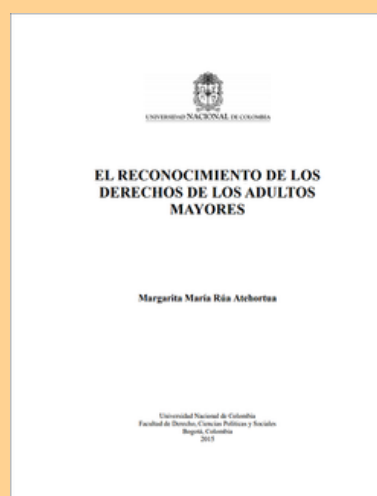 UNIVERSIDAD NACIONAL DE COLOMBIA
EL RECONOCIMIENTO DE LOS
DERECHOS DE LOS ADULTOS
MAYORES
Margarita María Rúa Atehortua
Universidad Nacional de Colombia
Facultad de Derecho, Ciencias Políticas y Sociales
Bogotá, Colombia
2015